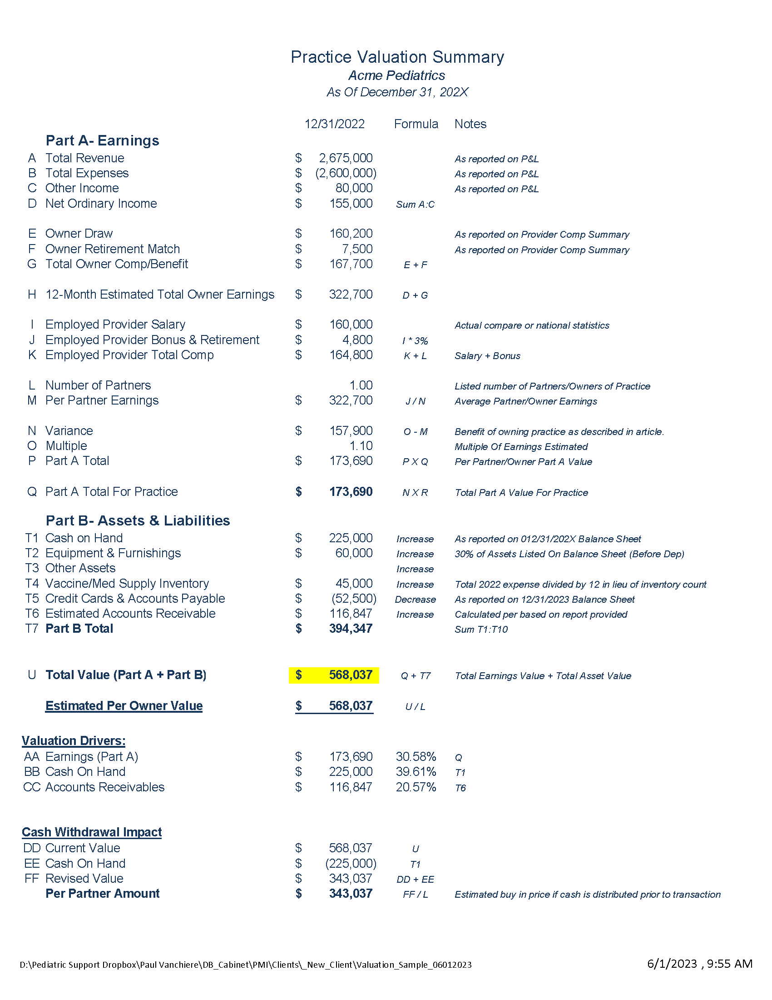 Practice Valuation Summary
Acme Pediatrics
As Of December 31, 202X
12/31/2022 Formula Notes
Part A- Earnings
A Total Revenue $ 2,675,000 As reported on P&L
B Total Expenses $ (2,600,000) As reported on P&L
C Other Income $ 80,000 As reported on P&L
D Net Ordinary Income $ 155,000 Sum A:C
E Owner Draw $ 160,200 As reported on Provider Comp Summary
F Owner Retirement Match $ 7,500 As reported on Provider Comp Summary
G Total Owner Comp/Benefit $ 167,700 E + F
H 12-Month Estimated Total Owner Earnings $ 322,700 D + G
I Employed Provider Salary $ 160,000 Actual compare or national statistics
J Employed Provider Bonus & Retirement $ 4,800 I * 3%
K Employed Provider Total Comp $ 164,800 K + L Salary + Bonus
L Number of Partners 1.00 Listed number of Partners/Owners of Practice
M Per Partner Earnings $ 322,700 J / N Average Partner/Owner Earnings
N Variance $ 157,900 O - M Benefit of owning practice as described in article.
O Multiple 1.10 Multiple Of Earnings Estimated
P Part A Total $ 173,690 P X Q Per Partner/Owner Part A Value
Q Part A Total For Practice $ 173,690 N X R Total Part A Value For Practice
Part B- Assets & Liabilities
T1 Cash on Hand $ 225,000 Increase As reported on 012/31/202X Balance Sheet
T2 Equipment & Furnishings $ 60,000 Increase 30% of Assets Listed On Balance Sheet (Before Dep)
T3 Other Assets Increase
T4 Vaccine/Med Supply Inventory $ 45,000 Increase Total 2022 expense divided by 12 in lieu of inventory count
T5 Credit Cards & Accounts Payable $ (52,500) Decrease As reported on 12/31/2023 Balance Sheet
T6 Estimated Accounts Receivable $ 116,847 Increase Calculated per based on report provided
T7 Part B Total $ 394,347 Sum T1:T10
U Total Value (Part A + Part B) $ 568,037 Q + T7 Total Earnings Value + Total Asset Value
Estimated Per Owner Value $ 568,037 U / L
Valuation Drivers:
AA Earnings (Part A) $ 173,690 30.58% Q
BB Cash On Hand $ 225,000 39.61% T1
CC Accounts Receivables $ 116,847 20.57% T6
Cash Withdrawal Impact
DD Current Value $ 568,037 U
EE Cash On Hand $ (225,000) T1
FF Revised Value $ 343,037 DD + EE
Per Partner Amount $ 343,037 FF / L Estimated buy in price if cash is distributed prior to transaction
D:\Pediatric Support Dropbox\Paul Vanchiere\DB_Cabinet\PMI\Clients\_New_Client\Valuation_Sample_06012023 6/1/2023 , 9:55 AM